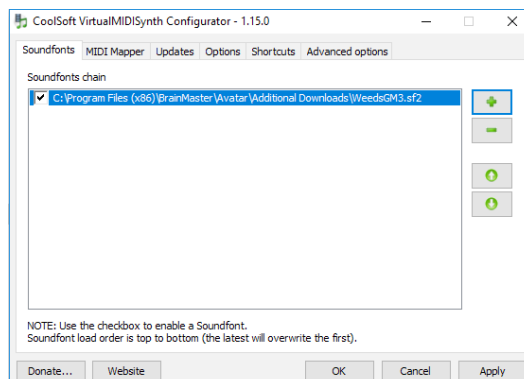 CoolSoft VirtualMIDISynth Configurator - 1.15.0
Soundfonts MIDI Mapper Updates Options Shortcuts Advanced options
Soundfonts chain
C:\Program Files (x86)\BrainMaster\Avatar\Additional Downloads\WeedsGM3.sf2
NOTE: Use the checkbox to enable a Soundfont.
Soundfont load order is top to bottom (the latest will overwrite the first).
Donate... Website OK Cancel Apply